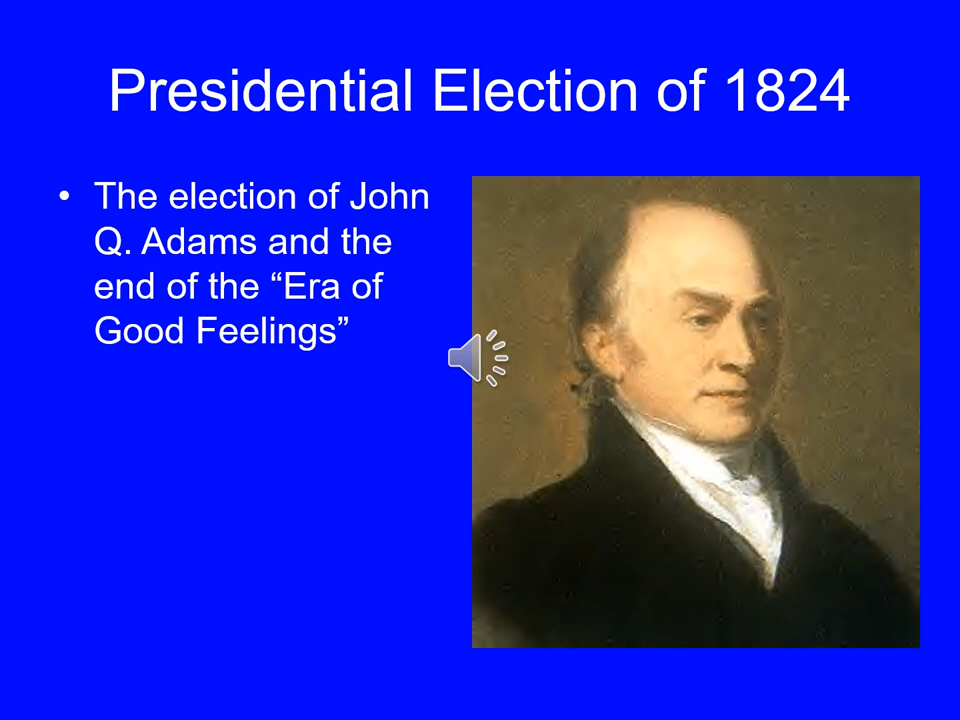 Presidential Election of 1824
• The election of John
Q. Adams and the
end of the “Era of
Good Feelings”